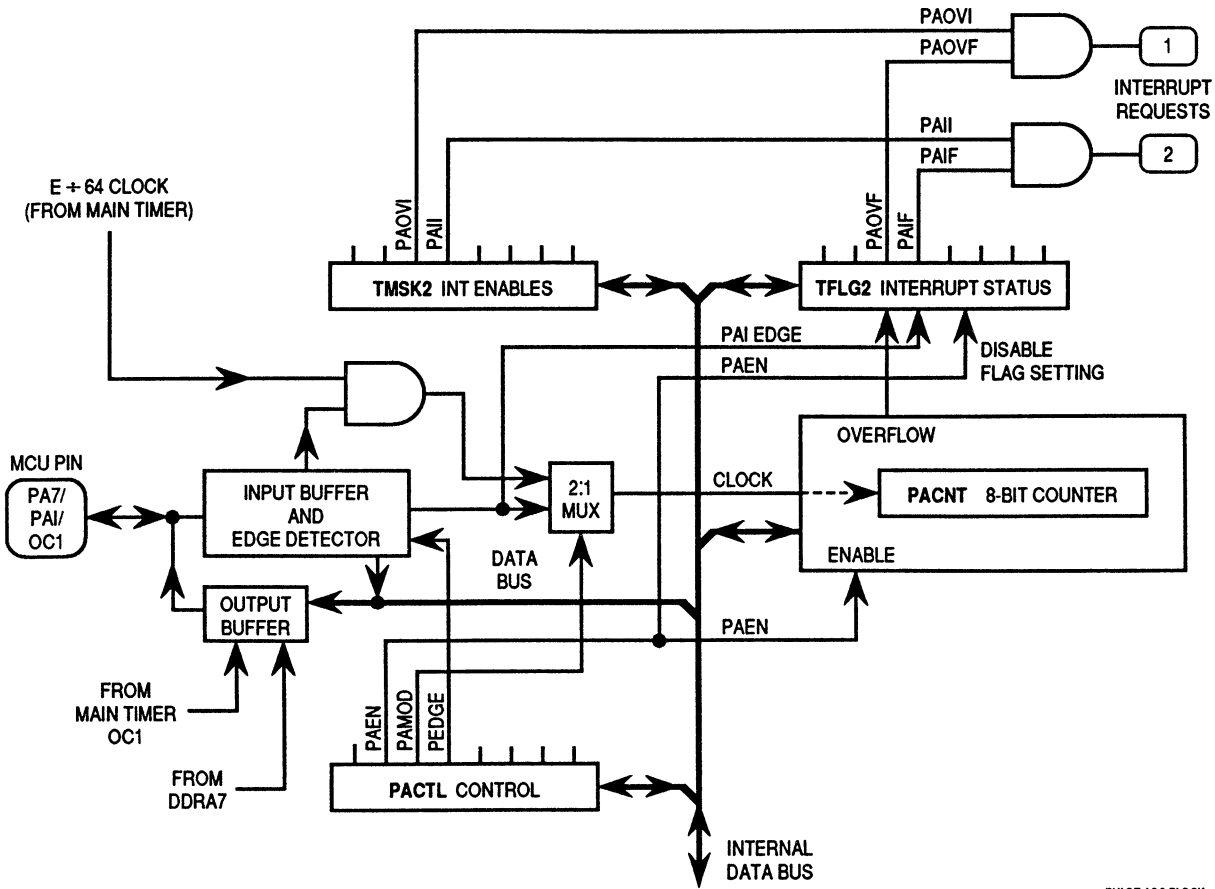 PAOVI
PAOVF
1
INTERRUPT
REQUESTS
PAII
PAIF
2
E ÷ 64 CLOCK
(FROM MAIN TIMER)
PAOVI
PAII
PAOVF
PAIF
TMSK2 INT ENABLES
TFLG2 INTERRUPT STATUS
PAI EDGE
PAEN
DISABLE
FLAG SETTING
OVERFLOW
MCU PIN
PA7/
PAI/
OC1
INPUT BUFFER
AND
EDGE DETECTOR
2:1
MUX
CLOCK
PACNT 8-BIT COUNTER
ENABLE
DATA
BUS
OUTPUT
BUFFER
PAEN
FROM
MAIN TIMER
OC1
PAEN
PAMOD
PEDGE
FROM
DDRA7
PACTL CONTROL
INTERNAL
DATA BUS